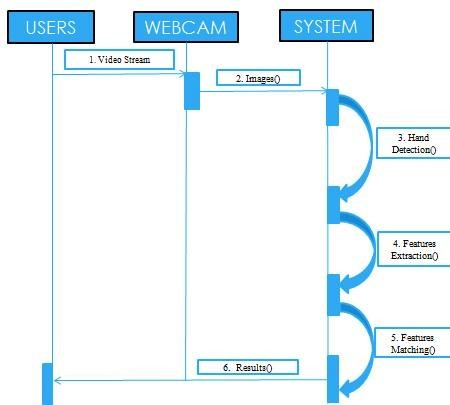 USERS
WEBCAM
SYSTEM
1. Video Stream
2. Images()
3. Hand
Detection()
4. Features
Extraction()
5. Features
Matching()
6. Results()